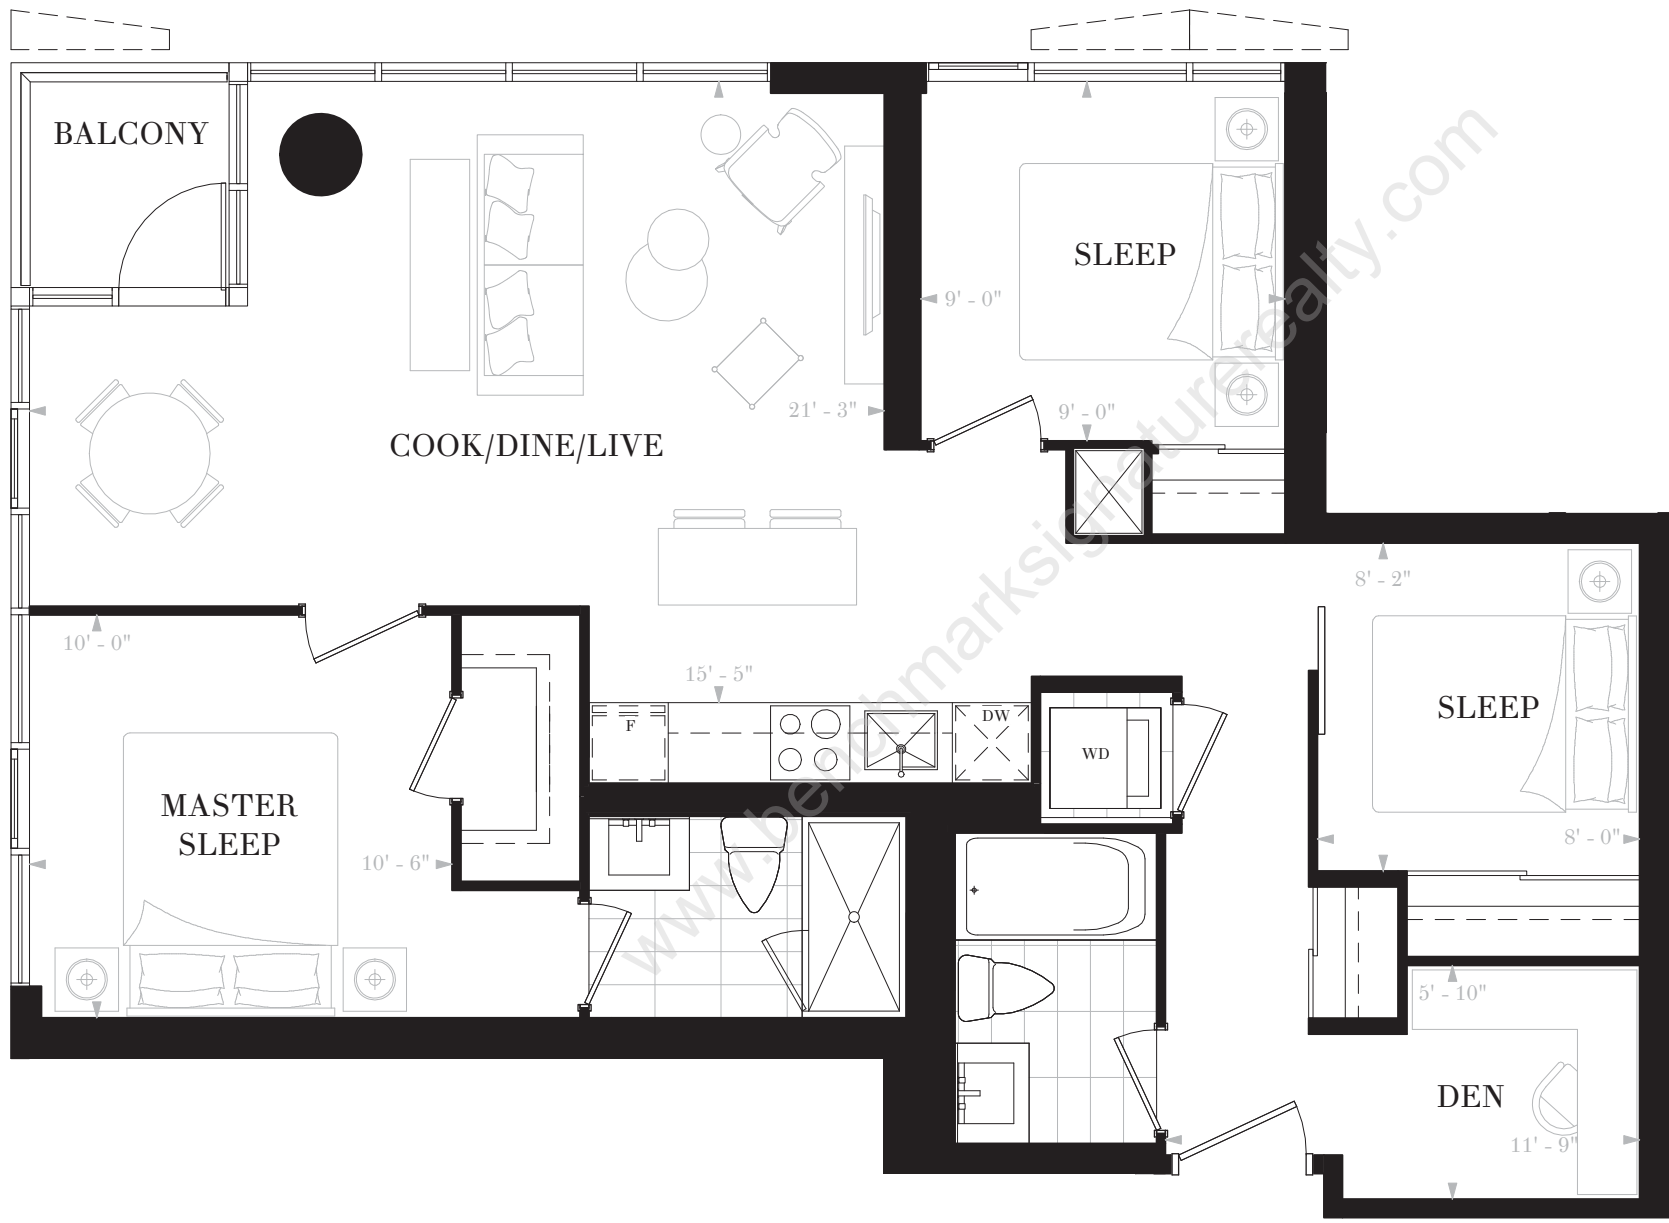 BALCONY
SLEEP
9' - 0"
9' - 0"
21' - 3"
COOK/DINE/LIVE
8' - 2"
10' - 0"
15' - 5"
F
DW
WD
SLEEP
MASTER
SLEEP
10' - 6"
8' - 0"
5' - 10"
DEN
11' - 9"
www.benchmarksignaturerealty.com